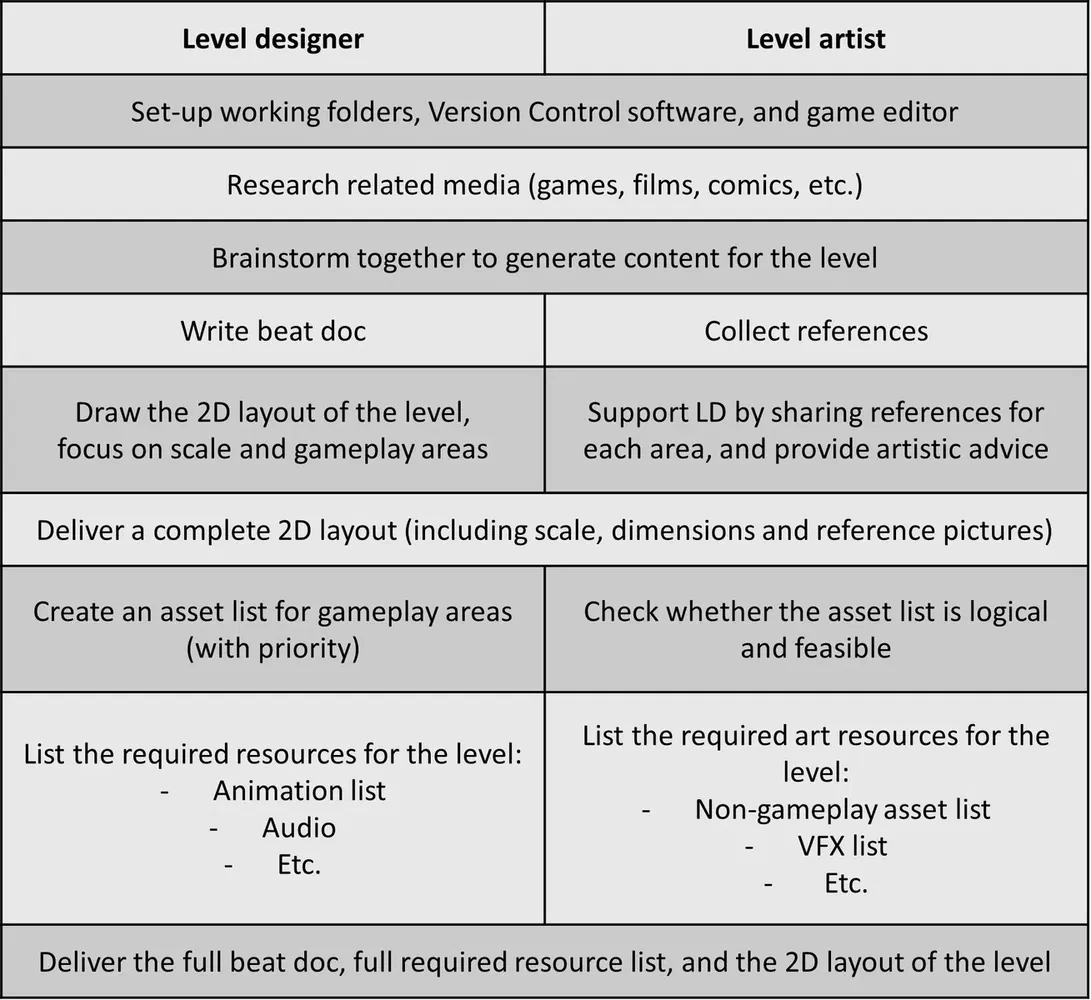 Level designer
Level artist
Set-up working folders, Version Control software, and game editor
Research related media (games, films, comics, etc.)
Brainstorm together to generate content for the level
Write beat doc
Collect references
Draw the 2D layout of the level,
focus on scale and gameplay areas
Support LD by sharing references for
each area, and provide artistic advice
Deliver a complete 2D layout (including scale, dimensions and reference pictures)
Create an asset list for gameplay areas
(with priority)
Check whether the asset list is logical
and feasible
List the required resources for the level:
- Animation list
- Audio
- Etc.
List the required art resources for the
level:
- Non-gameplay asset list
- VFX list
- Etc.
Deliver the full beat doc, full required resource list, and the 2D layout of the level